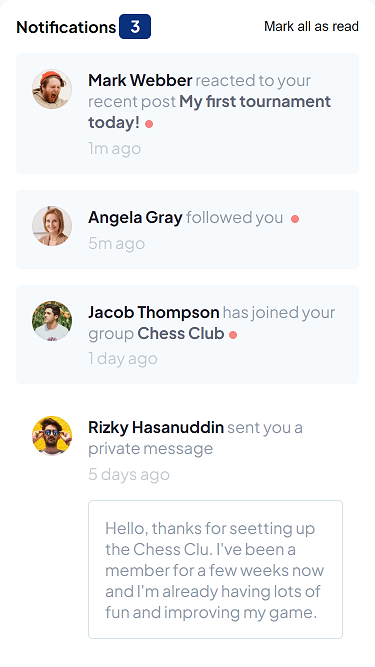 Notifications 3 Mark all as read
Mark Webber reacted to your
recent post My first tournament
today!
1m ago
Angela Gray followed you
5m ago
Jacob Thompson has joined your
group Chess Club
1 day ago
Rizky Hasanuddin sent you a
private message
5 days ago
Hello, thanks for seetting up
the Chess Clu. I've been a
member for a few weeks now
and I'm already having lots of
fun and improving my game.